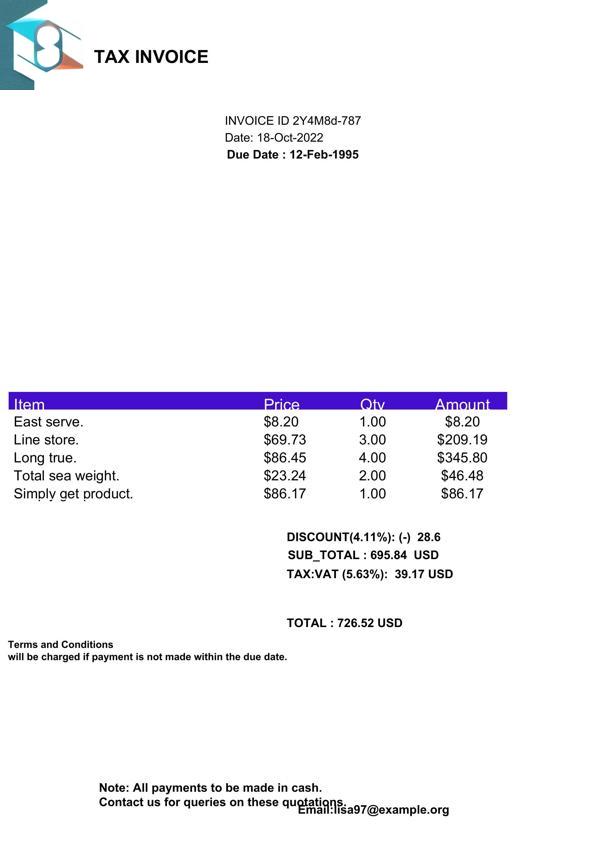 TAX INVOICE
INVOICE ID 2Y4M8d-787
Date: 18-Oct-2022
Due Date : 12-Feb-1995
Item Price Qty Amount
East serve. $8.20 1.00 $8.20
Line store. $69.73 3.00 $209.19
Long true. $86.45 4.00 $345.80
Total sea weight. $23.24 2.00 $46.48
Simply get product. $86.17 1.00 $86.17
DISCOUNT(4.11%): (-) 28.6
SUB_TOTAL : 695.84 USD
TAX:VAT (5.63%): 39.17 USD
TOTAL : 726.52 USD
Terms and Conditions
will be charged if payment is not made within the due date.
Note: All payments to be made in cash.
Contact us for queries on these quotations.
Email:lisa97@example.org